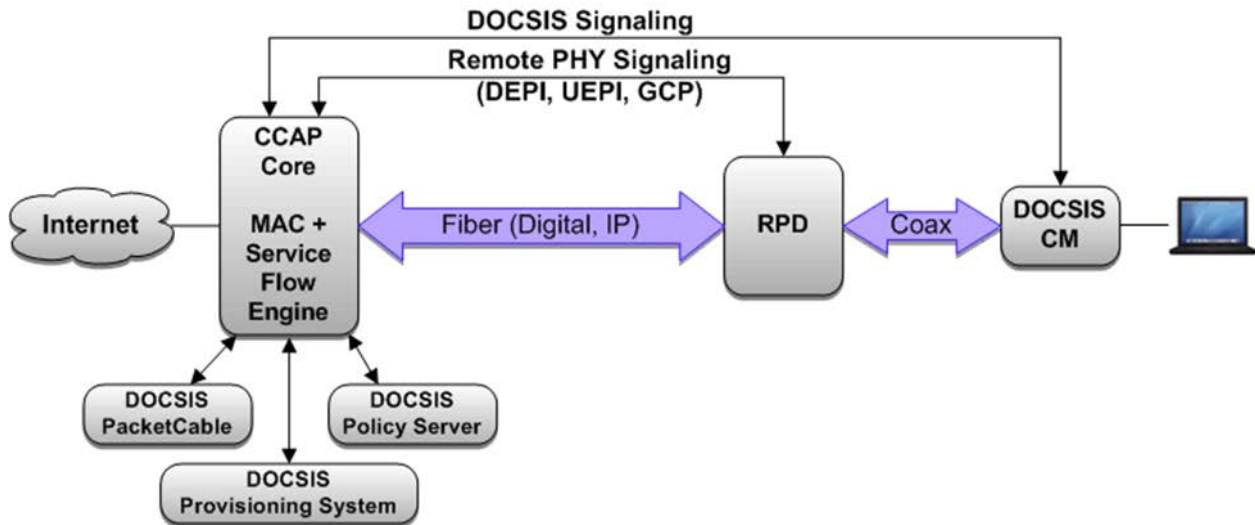 DOCSIS Signaling
Remote PHY Signaling
(DEPI, UEPI, GCP)
Internet
CCAP
Core
MAC +
Service
Flow
Engine
Fiber (Digital, IP)
RPD
Coax
DOCSIS
CM
DOCSIS
PacketCable
DOCSIS
Policy Server
DOCSIS
Provisioning System